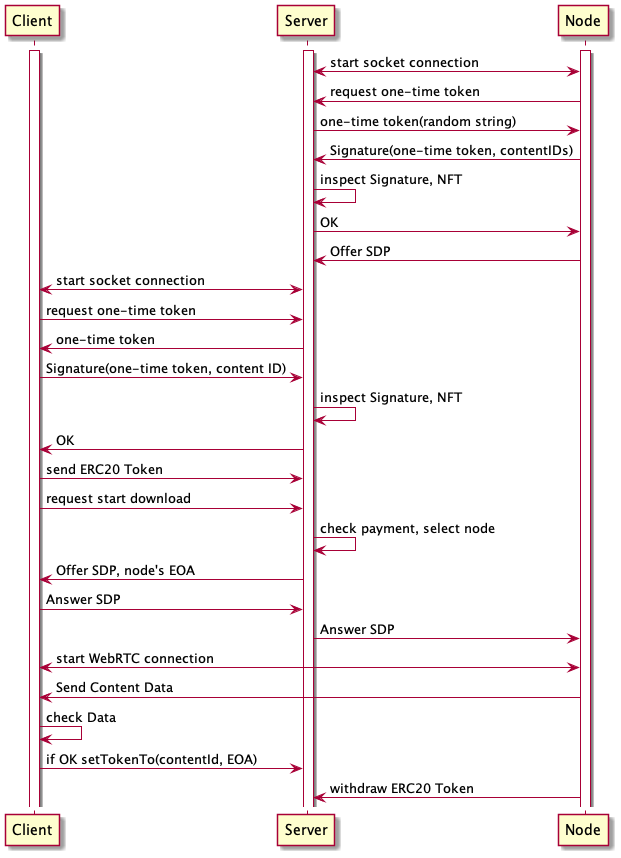 Client Server Node
start socket connection
request one-time token
one-time token(random string)
Signature(one-time token, contentIDs)
inspect Signature, NFT
OK
Offer SDP
start socket connection
request one-time token
one-time token
Signature(one-time token, content ID)
inspect Signature, NFT
OK
send ERC20 Token
request start download
check payment, select node
Offer SDP, node's EOA
Answer SDP
Answer SDP
start WebRTC connection
Send Content Data
check Data
if OK setTokenTo(contentId, EOA)
withdraw ERC20 Token
Client Server Node